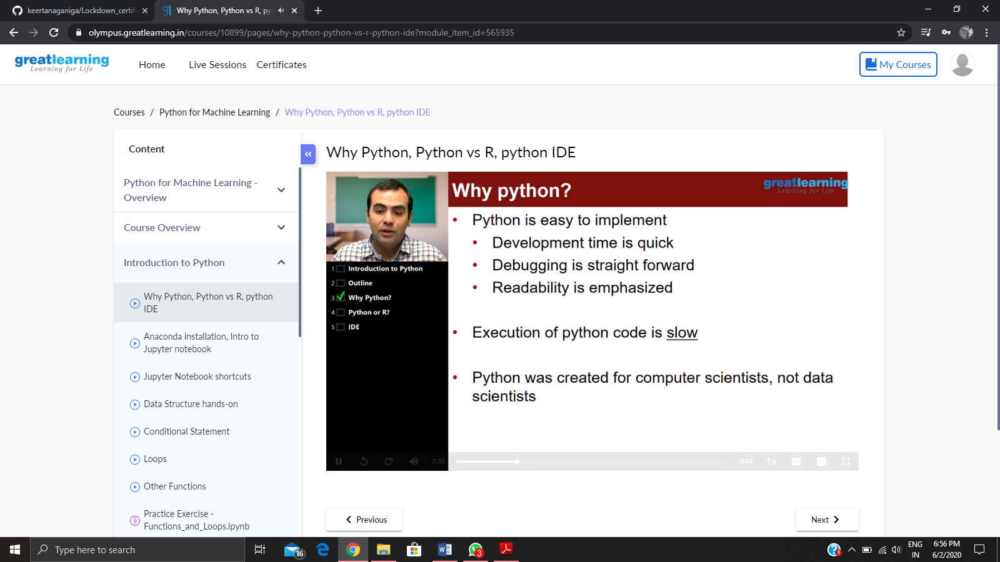 keertanaganiga/Lockdown_certifi
Why Python, Python vs R, py
olympus.greatlearning.in/courses/10899/pages/why-python-python-vs-r-python-ide?module_item_id=565935
greatlearning
Learning for Life
Home
Live Sessions
Certificates
My Courses
Courses / Python for Machine Learning / Why Python, Python vs R, python IDE
Content
Python for Machine Learning -
Overview
Course Overview
Introduction to Python
Why Python, Python vs R, python
IDE
Anaconda installation, Intro to
Jupyter notebook
Jupyter Notebook shortcuts
Data Structure hands-on
Conditional Statement
Loops
Other Functions
Practice Exercise -
Functions_and_Loops.ipynb
Why Python, Python vs R, python IDE
Why python?
greatlearning
Learning for Life
• Python is easy to implement
• Development time is quick
• Debugging is straight forward
• Readability is emphasized
• Execution of python code is slow
• Python was created for computer scientists, not data
scientists
1 Introduction to Python
2 Outline
3 Why Python?
4 Python or R?
5 IDE
2:33
-8:53
1x
Previous
Next
Type here to search
16
3
ENG
IN
6:56 PM
6/2/2020